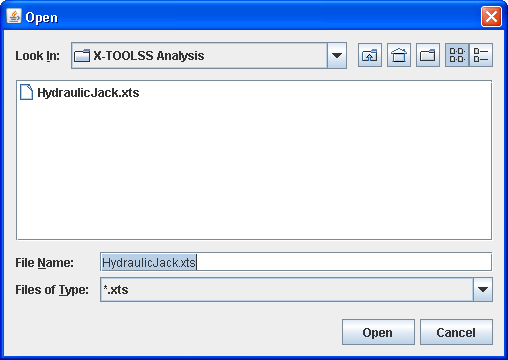 Open
Look In: X-TOOLSS Analysis
HydraulicJack.xts
File Name: HydraulicJack.xts
Files of Type: *.xts
Open Cancel